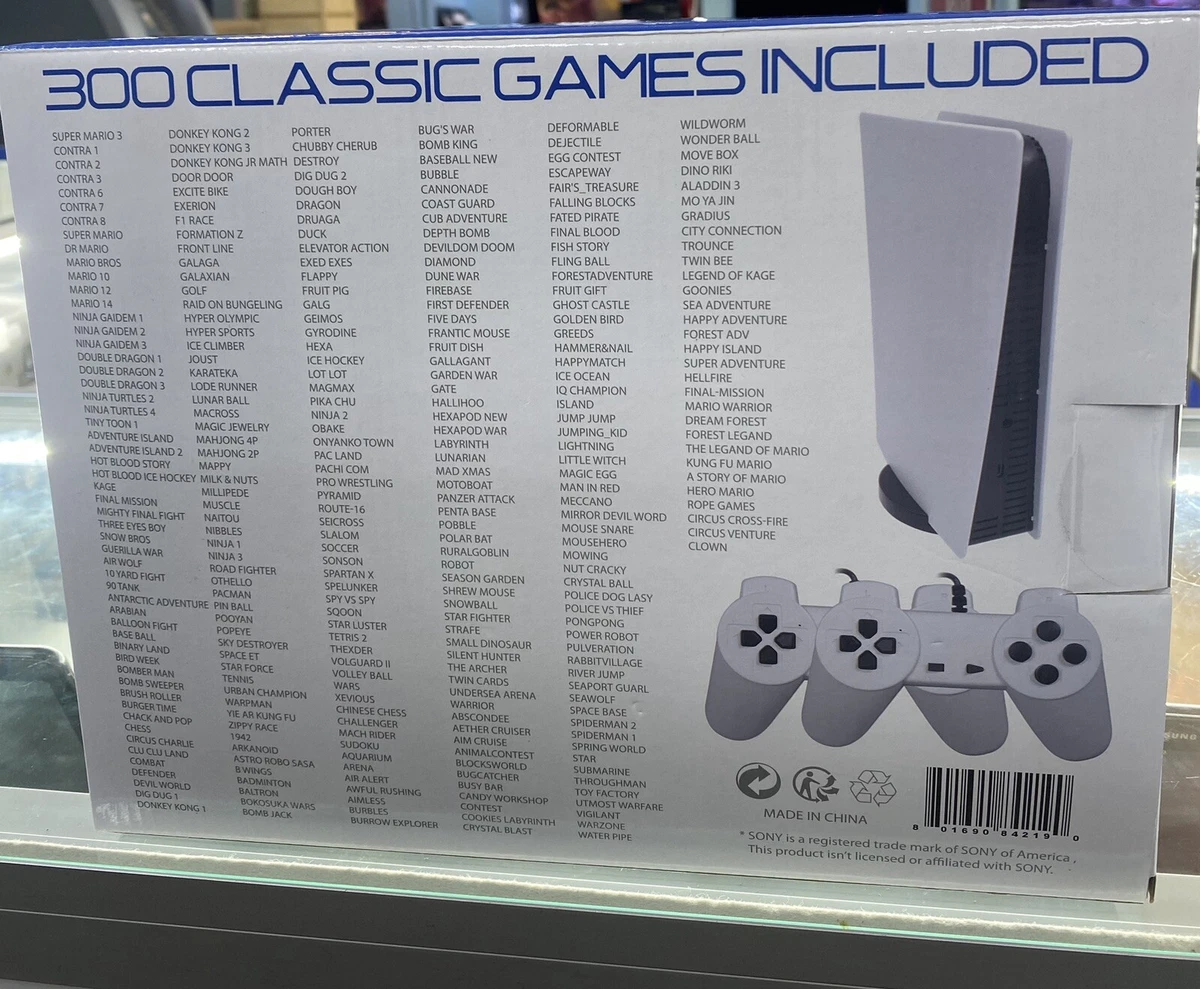 300 CLASSIC GAMES INCLUDED
SUPER MARIO 3
CONTRA 1
CONTRA 2
CONTRA 3
CONTRA 6
CONTRA 7
CONTRA 8
SUPER MARIO
DR MARIO
MARIO BROS
MARIO 10
MARIO 12
MARIO 14
NINJA GAIDEM 1
NINJA GAIDEM 2
NINJA GAIDEM 3
DOUBLE DRAGON 1
DOUBLE DRAGON 2
DOUBLE DRAGON 3
NINJA TURTLES 2
NINJA TURTLES 4
TINY TOON 1
ADVENTURE ISLAND
ADVENTURE ISLAND 2
HOT BLOOD STORY
HOT BLOOD ICE HOCKEY
KAGE
FINAL MISSION
MIGHTY FINAL FIGHT
THREE EYES BOY
SNOW BROS
GUERILLA WAR
AIR WOLF
10 YARD FIGHT
90 TANK
ANTARCTIC ADVENTURE
ARABIAN
BALLOON FIGHT
BASE BALL
BINARY LAND
BIRD WEEK
BOMBER MAN
BOMB SWEEPER
BRUSH ROLLER
BURGER TIME
CHACK AND POP
CHESS
CIRCUS CHARLIE
CLU CLU LAND
COMBAT
DEFENDER
DEVIL WORLD
DIG DUG 1
DONKEY KONG 1
DONKEY KONG 2
DONKEY KONG 3
DONKEY KONG JR MATH
DOOR DOOR
EXCITE BIKE
EXERION
F1 RACE
FORMATION Z
FRONT LINE
GALAGA
GALAXIAN
GOLF
RAID ON BUNGELING
HYPER OLYMPIC
HYPER SPORTS
ICE CLIMBER
JOUST
KARATEKA
LODE RUNNER
LUNAR BALL
MACROSS
MAGIC JEWELRY
MAHJONG 4P
MAHJONG 2P
MAPPY
MILK & NUTS
MILLIPEDE
MUSCLE
NAITOU
NIBBLES
NINJA 1
NINJA 3
ROAD FIGHTER
OTHELLO
PACMAN
PIN BALL
POOYAN
POPEYE
SKY DESTROYER
SPACE ET
STAR FORCE
TENNIS
URBAN CHAMPION
WARPMAN
YIE AR KUNG FU
ZIPPY RACE
1942
ARKANOID
ASTRO ROBO SASA
B WINGS
BADMINTON
BALTRON
BOKOSUKA WARS
BOMB JACK
PORTER
CHUBBY CHERUB
DESTROY
DIG DUG 2
DOUGH BOY
DRAGON
DRUAGA
DUCK
ELEVATOR ACTION
EXED EXES
FLAPPY
FRUIT PIG
GALG
GEIMOS
GYRODINE
HEXA
ICE HOCKEY
LOT LOT
MAGMAX
PIKA CHU
NINJA 2
OBAKE
ONYANKO TOWN
PAC LAND
PACHI COM
PRO WRESTLING
PYRAMID
ROUTE-16
SEICROSS
SLALOM
SOCCER
SONSON
SPARTAN X
SPELUNKER
SPY VS SPY
SQOON
STAR LUSTER
TETRIS 2
THEXDER
VOLGUARD II
VOLLEY BALL
WARS
XEVIOUS
CHINESE CHESS
CHALLENGER
MACH RIDER
SUDOKU
AQUARIUM
ARENA
AIR ALERT
AWFUL RUSHING
AIMLESS
BURBLES
BURROW EXPLORER
BUG'S WAR
BOMB KING
BASEBALL NEW
BUBBLE
CANNONADE
COAST GUARD
CUB ADVENTURE
DEPTH BOMB
DEVILDOM DOOM
DIAMOND
DUNE WAR
FIREBASE
FIRST DEFENDER
FIVE DAYS
FRANTIC MOUSE
FRUIT DISH
GALLAGANT
GARDEN WAR
GATE
HALLIHOO
HEXAPOD NEW
HEXAPOD WAR
LABYRINTH
LUNARIAN
MAD XMAS
MOTOBOAT
PANZER ATTACK
PENTA BASE
POBBLE
POLAR BAT
RURALGOBLIN
ROBOT
SEASON GARDEN
SHREW MOUSE
SNOWBALL
STAR FIGHTER
STRAFE
SMALL DINOSAUR
SILENT HUNTER
THE ARCHER
TWIN CARDS
UNDERSEA ARENA
WARRIOR
ABSCONDEE
AETHER CRUISER
AIM CRUISE
ANIMALCONTEST
BLOCKSWORLD
BUGCATCHER
BUSY BAR
CANDY WORKSHOP
CONTEST
COOKIES LABYRINTH
CRYSTAL BLAST
DEFORMABLE
DEJECTILE
EGG CONTEST
ESCAPEWAY
FAIR'S_TREASURE
FALLING BLOCKS
FATED PIRATE
FINAL BLOOD
FISH STORY
FLING BALL
FORESTADVENTURE
FRUIT GIFT
GHOST CASTLE
GOLDEN BIRD
GREEDS
HAMMER&NAIL
HAPPYMATCH
ICE OCEAN
IQ CHAMPION
ISLAND
JUMP JUMP
JUMPING_KID
LIGHTNING
LITTLE WITCH
MAGIC EGG
MAN IN RED
MECCANO
MIRROR DEVIL WORD
MOUSE SNARE
MOUSEHERO
MOWING
NUT CRACKY
CRYSTAL BALL
POLICE DOG LASY
POLICE VS THIEF
PONGPONG
POWER ROBOT
PULVERATION
RABBITVILLAGE
RIVER JUMP
SEAPORT GUARL
SEAWOLF
SPACE BASE
SPIDERMAN 2
SPIDERMAN 1
SPRING WORLD
STAR
SUBMARINE
THROUGHMAN
TOY FACTORY
UTMOST WARFARE
VIGILANT
WARZONE
WATER PIPE
WILDWORM
WONDER BALL
MOVE BOX
DINO RIKI
ALADDIN 3
MO YA JIN
GRADIUS
CITY CONNECTION
TROUNCE
TWIN BEE
LEGEND OF KAGE
GOONIES
SEA ADVENTURE
HAPPY ADVENTURE
FOREST ADV
HAPPY ISLAND
SUPER ADVENTURE
HELLFIRE
FINAL-MISSION
MARIO WARRIOR
DREAM FOREST
FOREST LEGAND
THE LEGAND OF MARIO
KUNG FU MARIO
A STORY OF MARIO
HERO MARIO
ROPE GAMES
CIRCUS CROSS-FIRE
CIRCUS VENTURE
CLOWN
MADE IN CHINA
8 01690 84219 0
* SONY is a registered trade mark of SONY of America,
This product isn't licensed or affiliated with SONY.